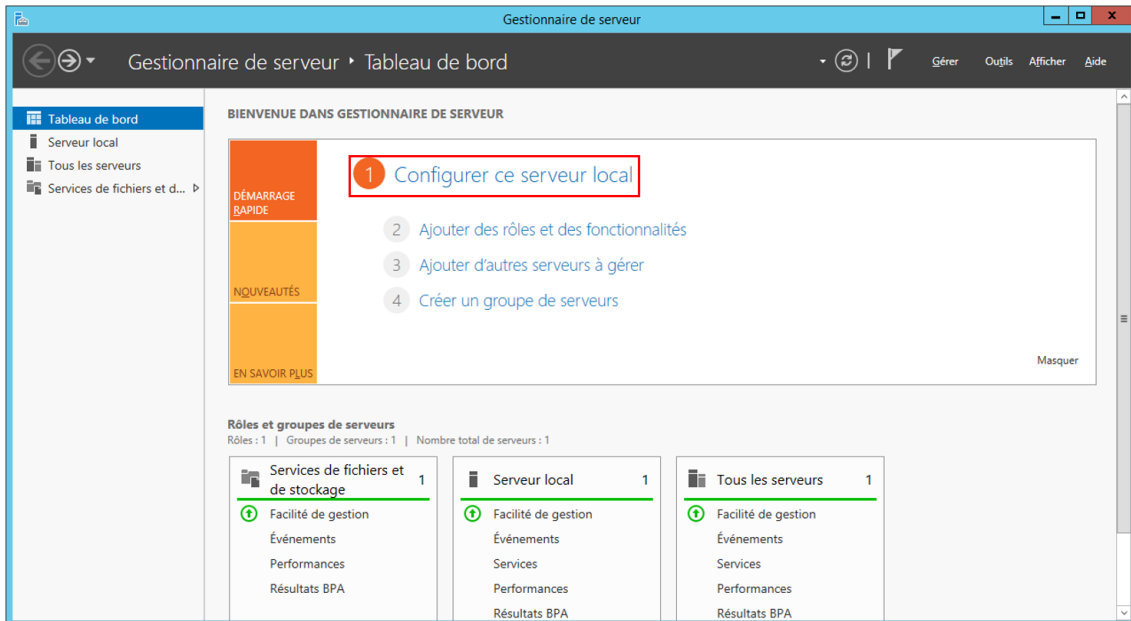 Gestionnaire de serveur
Gestionnaire de serveur ‣ Tableau de bord
Gérer Outils Afficher Aide
Tableau de bord
Serveur local
Tous les serveurs
Services de fichiers et d...
BIENVENUE DANS GESTIONNAIRE DE SERVEUR
DÉMARRAGE
RAPIDE
NOUVEAUTÉS
EN SAVOIR PLUS
1 Configurer ce serveur local
2 Ajouter des rôles et des fonctionnalités
3 Ajouter d'autres serveurs à gérer
4 Créer un groupe de serveurs
Masquer
Rôles et groupes de serveurs
Rôles : 1 | Groupes de serveurs : 1 | Nombre total de serveurs : 1
Services de fichiers et
de stockage 1
Facilité de gestion
Événements
Performances
Résultats BPA
Serveur local 1
Facilité de gestion
Événements
Services
Performances
Résultats BPA
Tous les serveurs 1
Facilité de gestion
Événements
Services
Performances
Résultats BPA